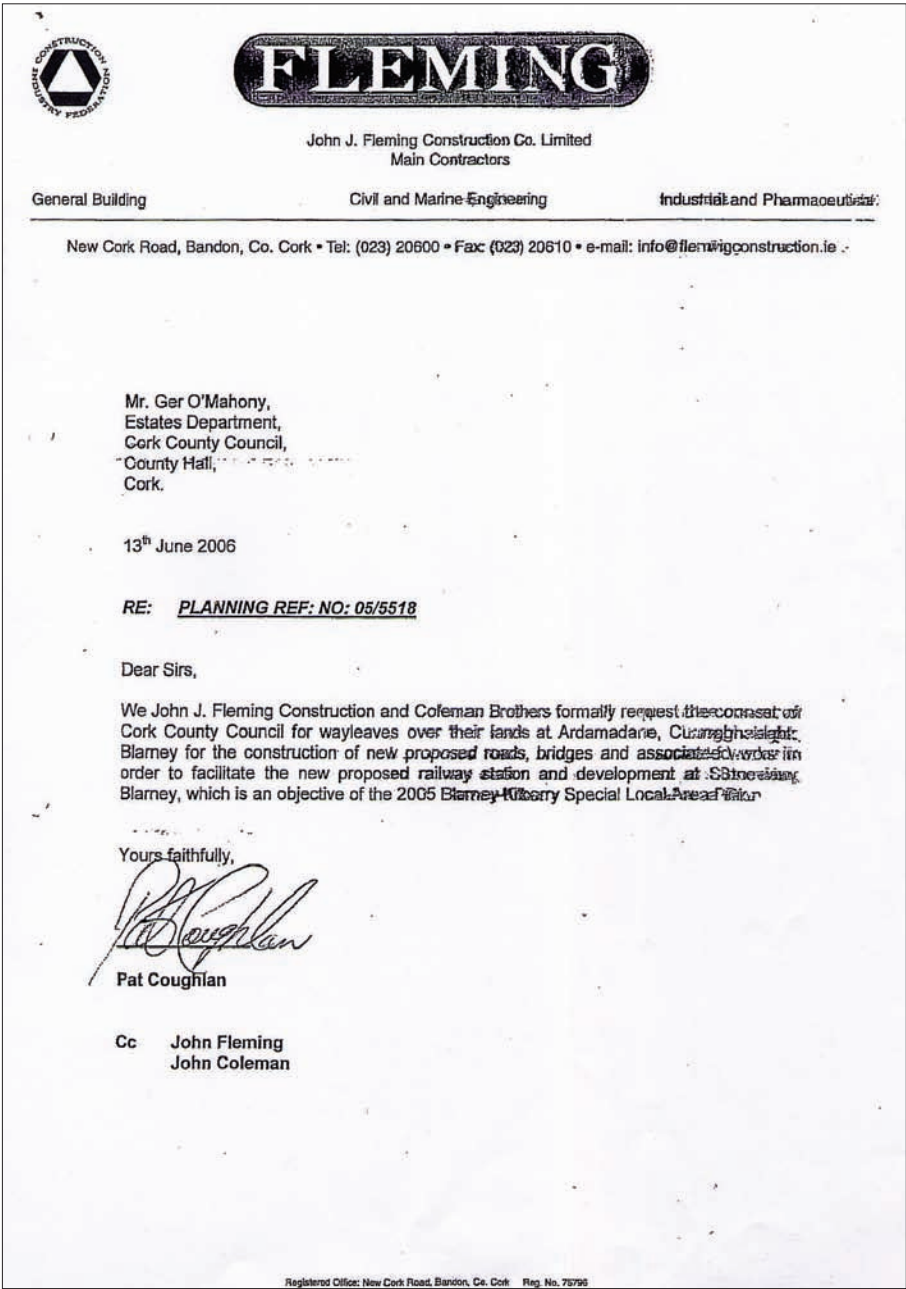 CONSTRUCTION INDUSTRY FEDERATION
FLEMING
John J. Fleming Construction Co. Limited
Main Contractors
General Building Civil and Marine Engineering Industrial and Pharmaceutical
New Cork Road, Bandon, Co. Cork • Tel: (023) 20600 • Fax: (023) 20610 • e-mail: info@flemingconstruction.ie
Mr. Ger O'Mahony,
Estates Department,
Cork County Council,
County Hall,
Cork.
13th June 2006
RE: PLANNING REF: NO: 05/5518
Dear Sirs,
We John J. Fleming Construction and Coleman Brothers formally request the consent of
Cork County Council for wayleaves over their lands at Ardamadane,
Blarney for the construction of new proposed roads, bridges and associated works in
order to facilitate the new proposed railway station and development at
Blarney, which is an objective of the 2005 Blarney-Kilbarry Special Local Area Plan
Yours faithfully,
Pat Coughlan
Pat Coughlan
Cc John Fleming
John Coleman
Registered Office: New Cork Road, Bandon, Co. Cork Reg. No. 75796